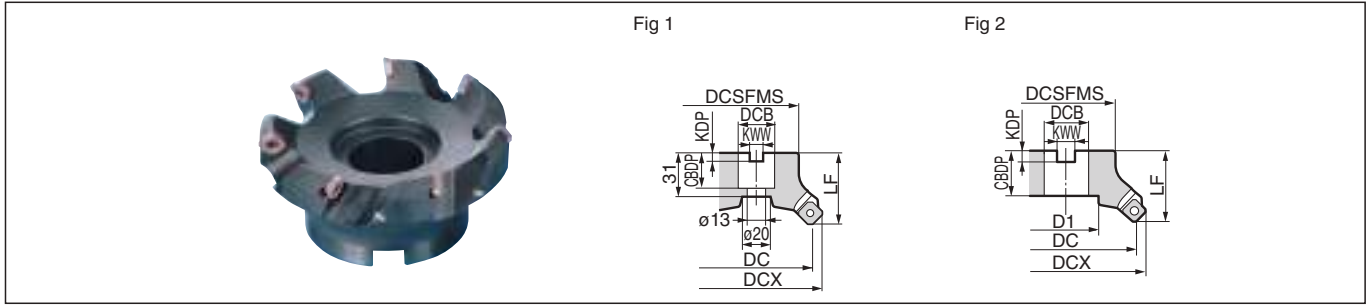 Fig 1
DCSFMS
DCB
KWW
KDP
CBDP
31
LF
ø13
ø20
DC
DCX
Fig 2
DCSFMS
DCB
KWW
KDP
CBDP
LF
D1
DC
DCX